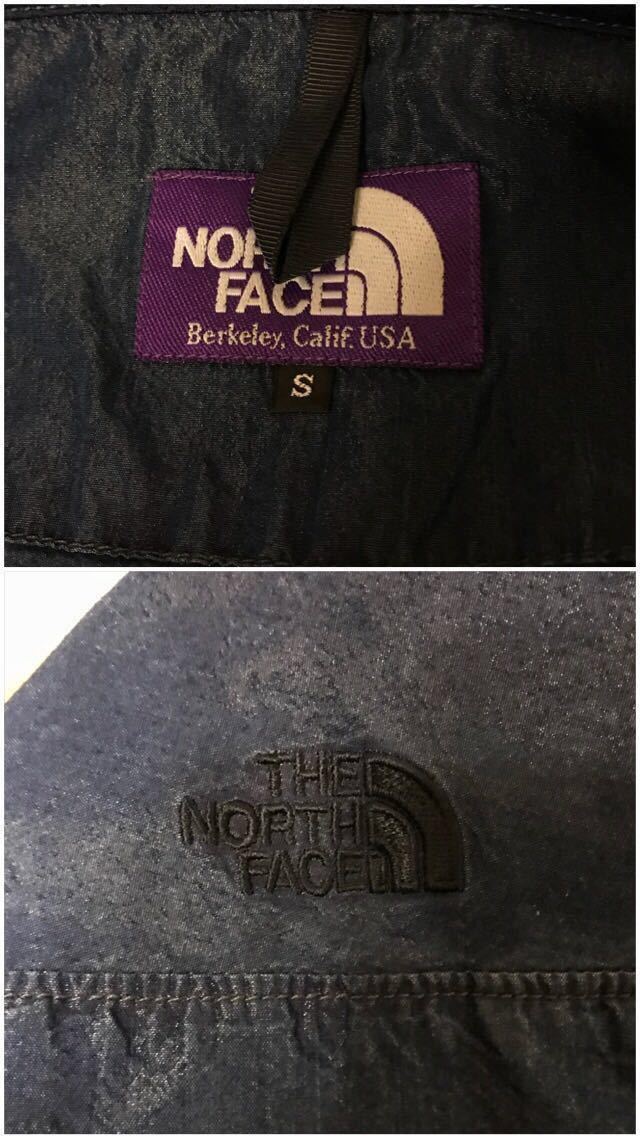 NORTH
FACE
Berkeley, Calif. USA
S
THE
NORTH
FACE